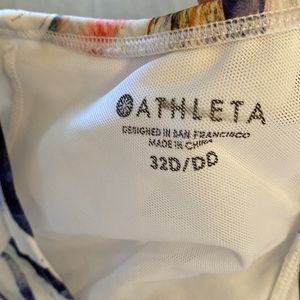 ATHLETA
DESIGNED IN SAN FRANCISCO
MADE IN CHINA
32D/DD